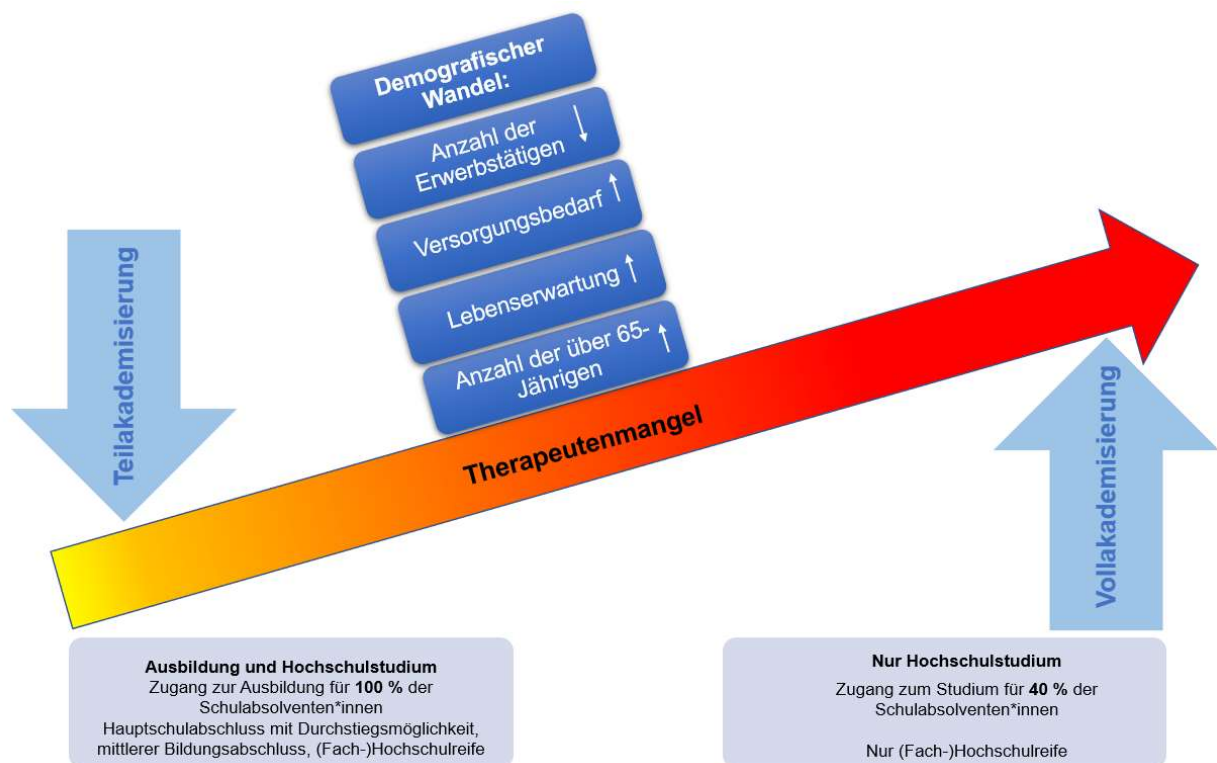 Demografischer
Wandel:
Anzahl der
Erwerbstätigen ↓
Versorgungsbedarf ↑
Lebenserwartung ↑
Anzahl der über 65-
Jährigen ↑
Teilakademisierung
Therapeutenmangel
Vollakademisierung
Ausbildung und Hochschulstudium
Zugang zur Ausbildung für 100 % der
Schulabsolventen*innen
Hauptschulabschluss mit Durchstiegsmöglichkeit,
mittlerer Bildungsabschluss, (Fach-)Hochschulreife
Nur Hochschulstudium
Zugang zum Studium für 40 % der
Schulabsolventen*innen
Nur (Fach-)Hochschulreife